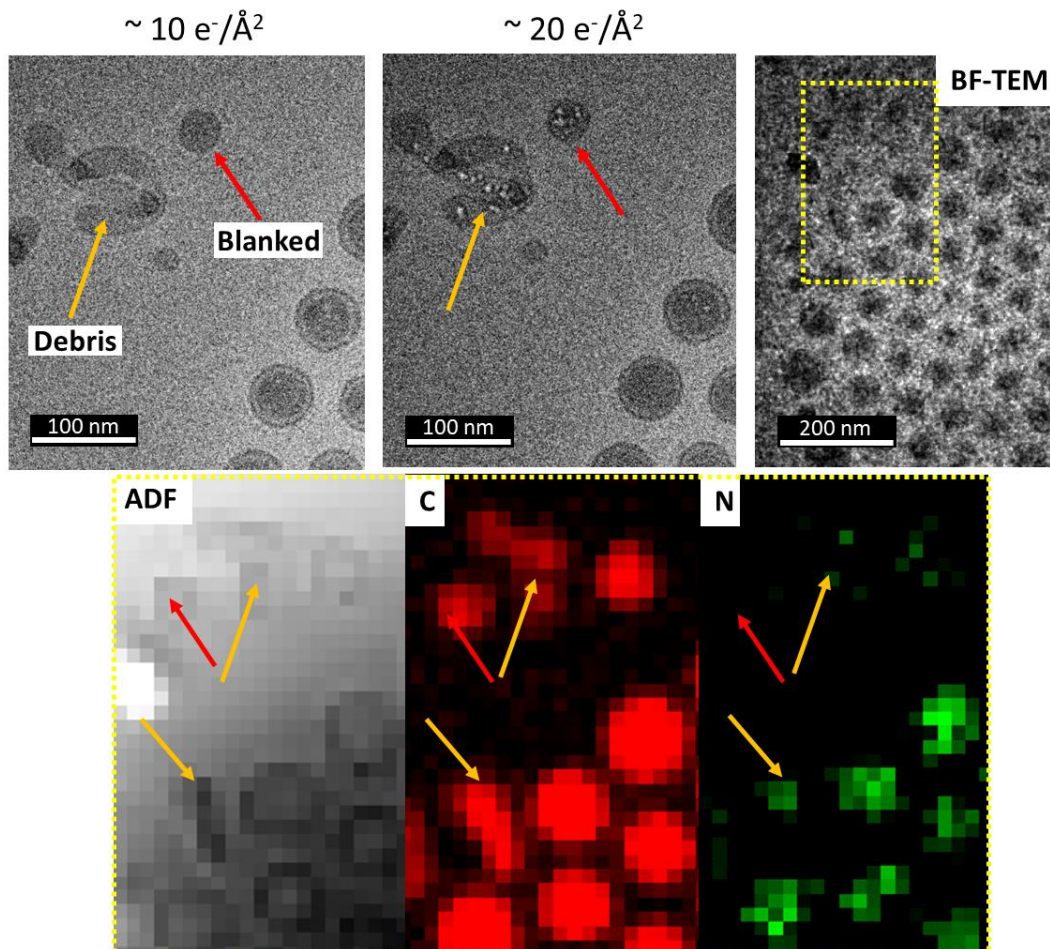 ~ 10 e⁻/Å²
~ 20 e⁻/Å²
BF-TEM
Blanked
Debris
100 nm
100 nm
200 nm
ADF
C
N